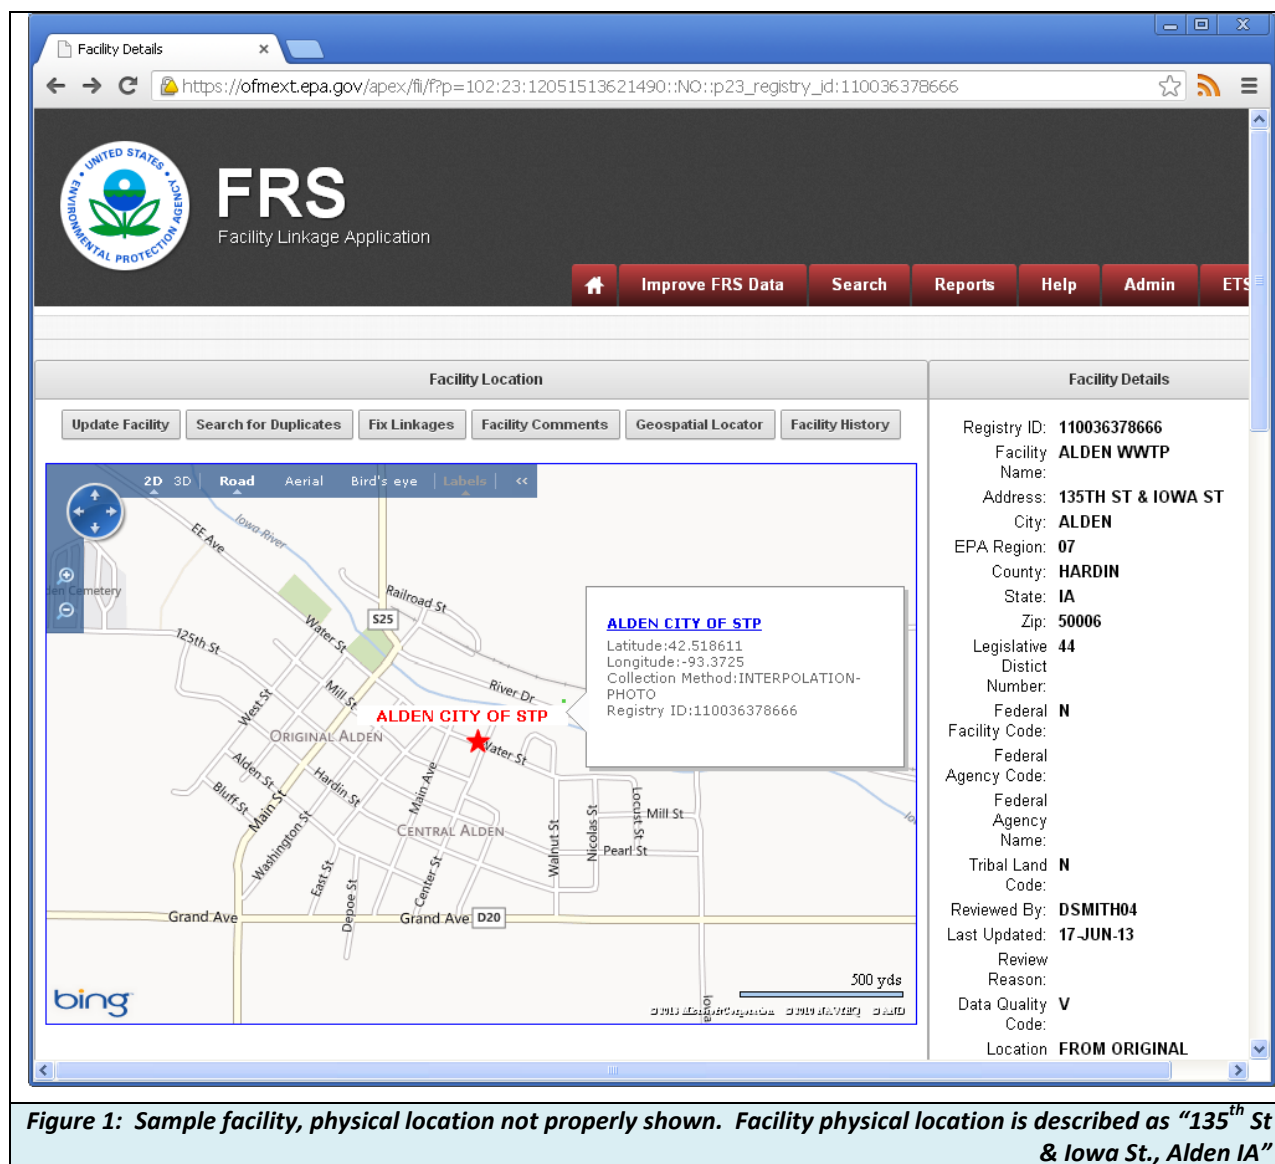 Facility Details
https://ofmext.epa.gov/apex/fii/f?p=102:23:12051513621490::NO::p23_registry_id:110036378666
UNITED STATES
ENVIRONMENTAL PROTECTION AGENCY
FRS
Facility Linkage Application
Improve FRS Data Search Reports Help Admin ETS
Facility Location
Update Facility Search for Duplicates Fix Linkages Facility Comments Geospatial Locator Facility History
2D 3D Road Aerial Bird's eye Labels <<
Iowa River
EE Ave
Cemetery
Railroad St
S25
Water St
125th St
Mill St
River Dr
West St
ALDEN CITY OF STP
ORIGINAL ALDEN
Water St
Alden St
Hardin St
Bluff St
Main St
Main Ave
Washington St
CENTRAL ALDEN
Locust St
Mill St
Nicolas St
Walnut St
Pearl St
East St
Depoe St
Center St
Grand Ave
Grand Ave
D20
ALDEN CITY OF STP
Latitude:42.518611
Longitude:-93.3725
Collection Method:INTERPOLATION-
PHOTO
Registry ID:110036378666
500 yds
bing
Iowa
Facility Details
Registry ID: 110036378666
Facility ALDEN WWTP
Name:
Address: 135TH ST & IOWA ST
City: ALDEN
EPA Region: 07
County: HARDIN
State: IA
Zip: 50006
Legislative 44
Distict
Number:
Federal N
Facility Code:
Federal
Agency Code:
Federal
Agency
Name:
Tribal Land N
Code:
Reviewed By: DSMITH04
Last Updated: 17-JUN-13
Review
Reason:
Data Quality V
Code:
Location FROM ORIGINAL
Figure 1: Sample facility, physical location not properly shown. Facility physical location is described as “135th St
& Iowa St., Alden IA”